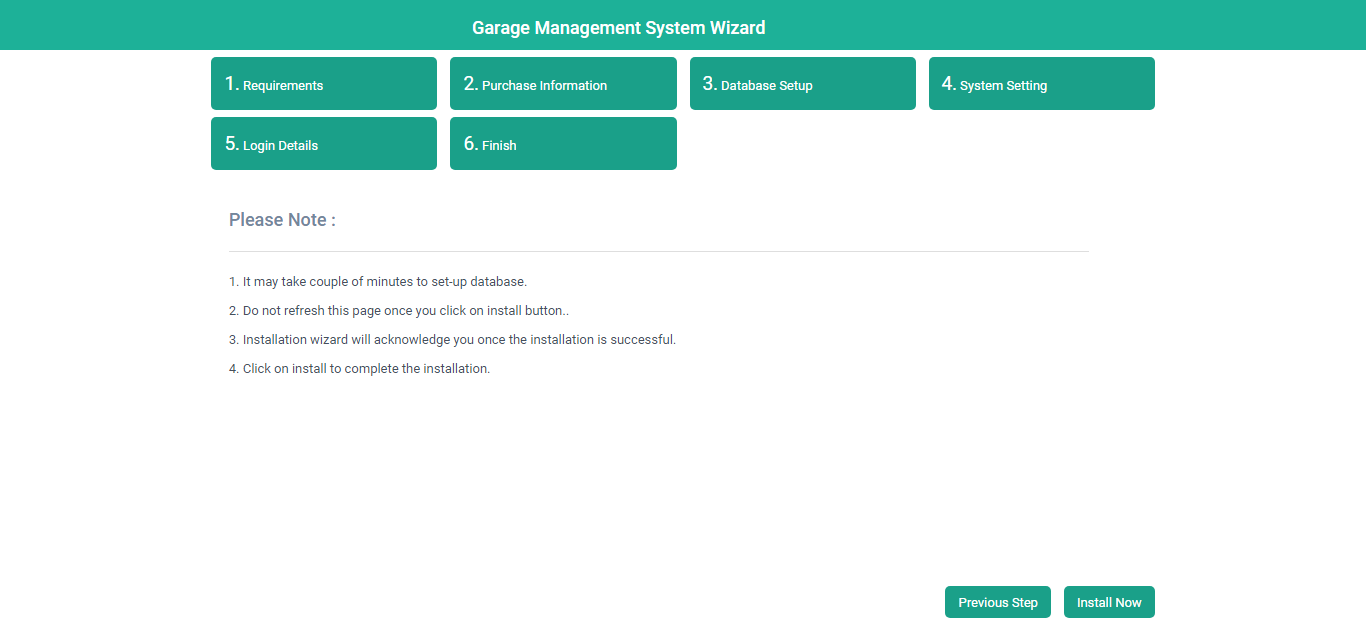 Garage Management System Wizard
1. Requirements
2. Purchase Information
3. Database Setup
4. System Setting
5. Login Details
6. Finish
Please Note :
1. It may take couple of minutes to set-up database.
2. Do not refresh this page once you click on install button..
3. Installation wizard will acknowledge you once the installation is successful.
4. Click on install to complete the installation.
Previous Step
Install Now